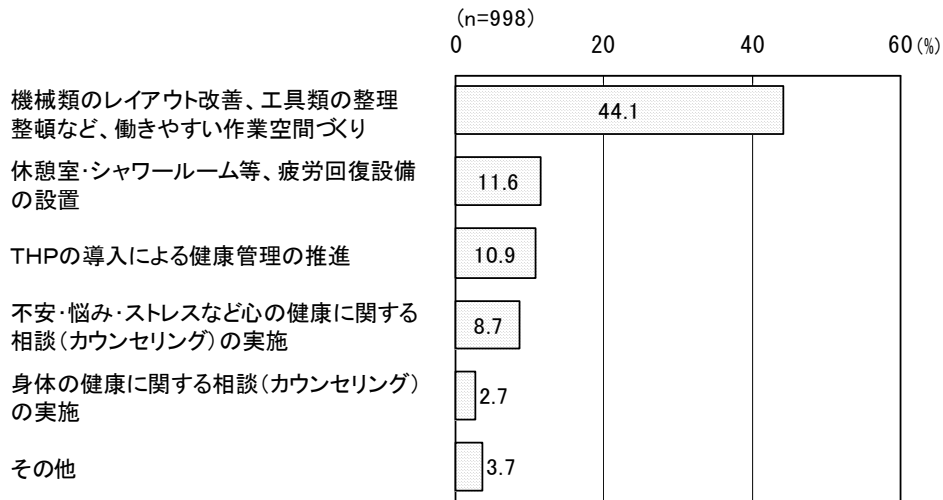 (n=998)
0 20 40 60(%)
機械類のレイアウト改善、工具類の整理
整頓など、働きやすい作業空間づくり
44.1
休憩室･シャワールーム等、疲労回復設備
の設置
11.6
THPの導入による健康管理の推進
10.9
不安･悩み･ストレスなど心の健康に関する
相談(カウンセリング)の実施
8.7
身体の健康に関する相談(カウンセリング)
の実施
2.7
その他
3.7